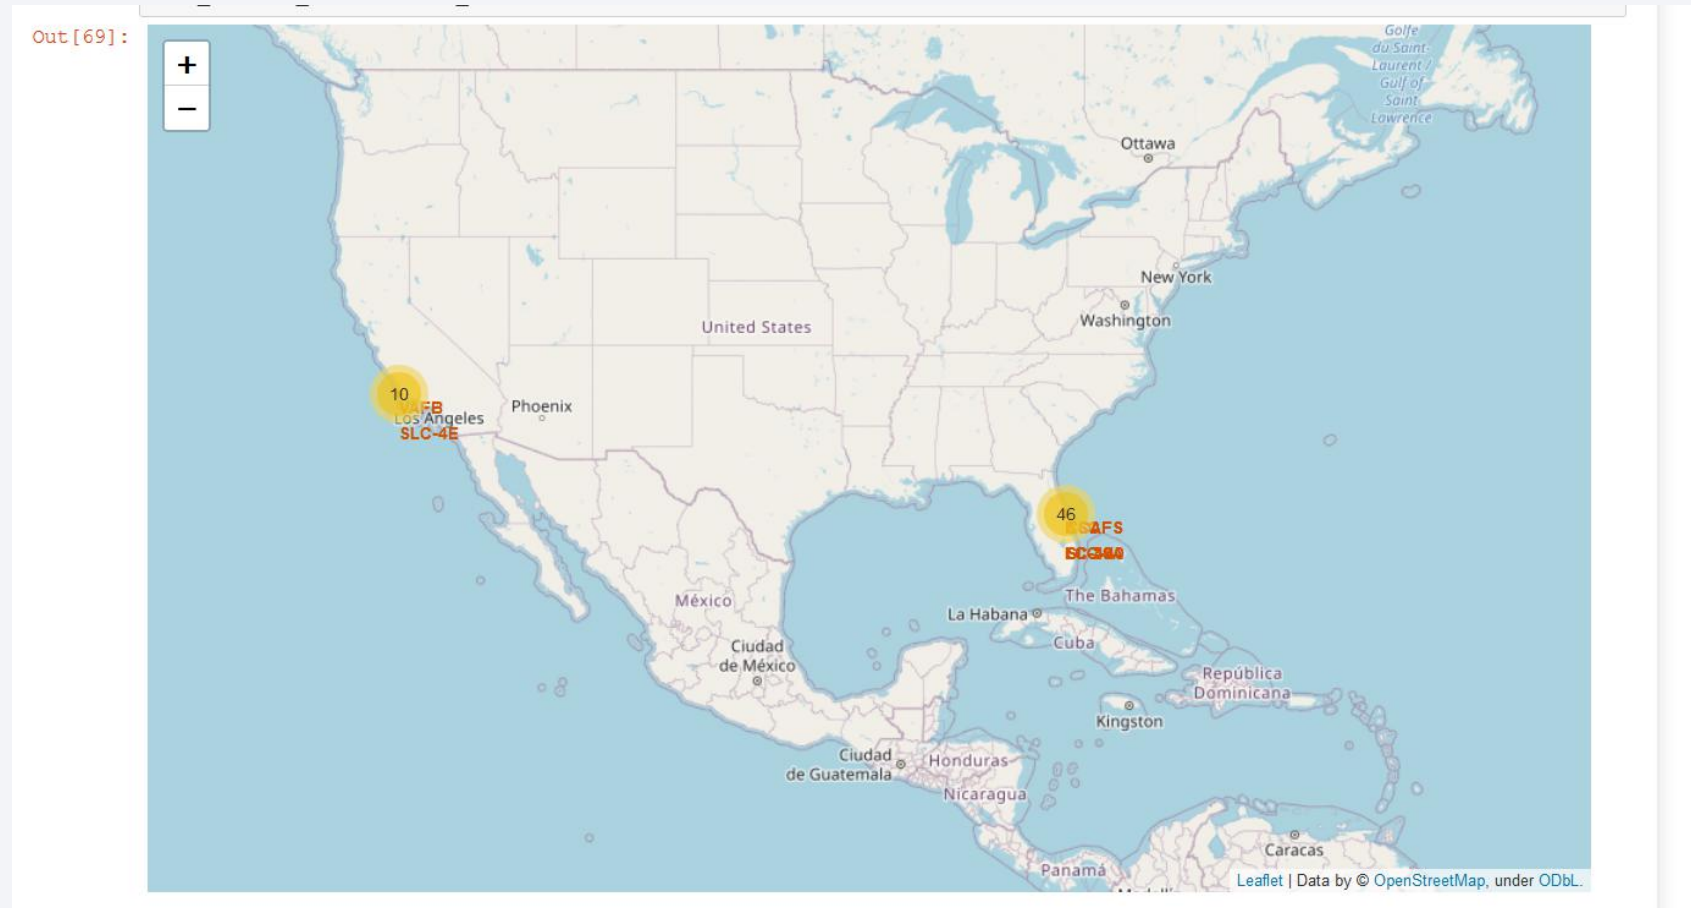 Out[69]:
+
−
Golfe
du Saint-
Laurent /
Gulf of
Saint
Lawrence
Ottawa
New York
Washington
United States
10
VAFB
Los Angeles
SLC-4E
Phoenix
46
The Bahamas
La Habana
Cuba
México
Ciudad
de México
República
Dominicana
Kingston
Ciudad
de Guatemala
Honduras
Nicaragua
Caracas
Panamá
Leaflet | Data by © OpenStreetMap, under ODbL.